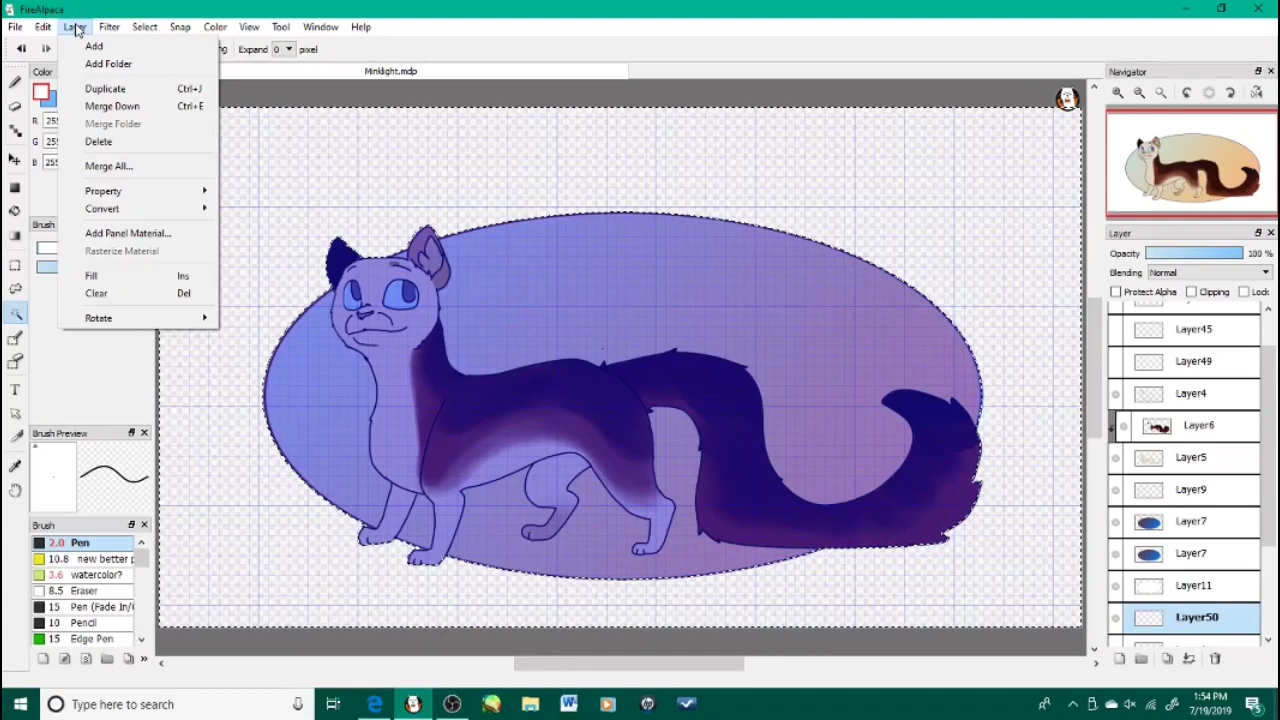 FireAlpaca
File Edit Layer Filter Select Snap Color View Tool Window Help
Expand 0 pixel
Color
Minklight.mdp
Navigator
R 255
G 255
B 255
Add
Add Folder
Duplicate Ctrl+J
Merge Down Ctrl+E
Merge Folder
Delete
Merge All...
Property
Convert
Add Panel Material...
Rasterize Material
Fill Ins
Clear Del
Rotate
Brush
Layer
Opacity 100 %
Blending Normal
Protect Alpha Clipping Lock
Layer45
Layer49
Layer4
Layer6
Layer5
Layer9
Layer7
Layer7
Layer11
Layer50
Brush Preview
Brush
2.0 Pen
10.8 new better p
3.6 watercolor?
8.5 Eraser
15 Pen (Fade In/O
10 Pencil
15 Edge Pen
Type here to search
1:54 PM
7/19/2019